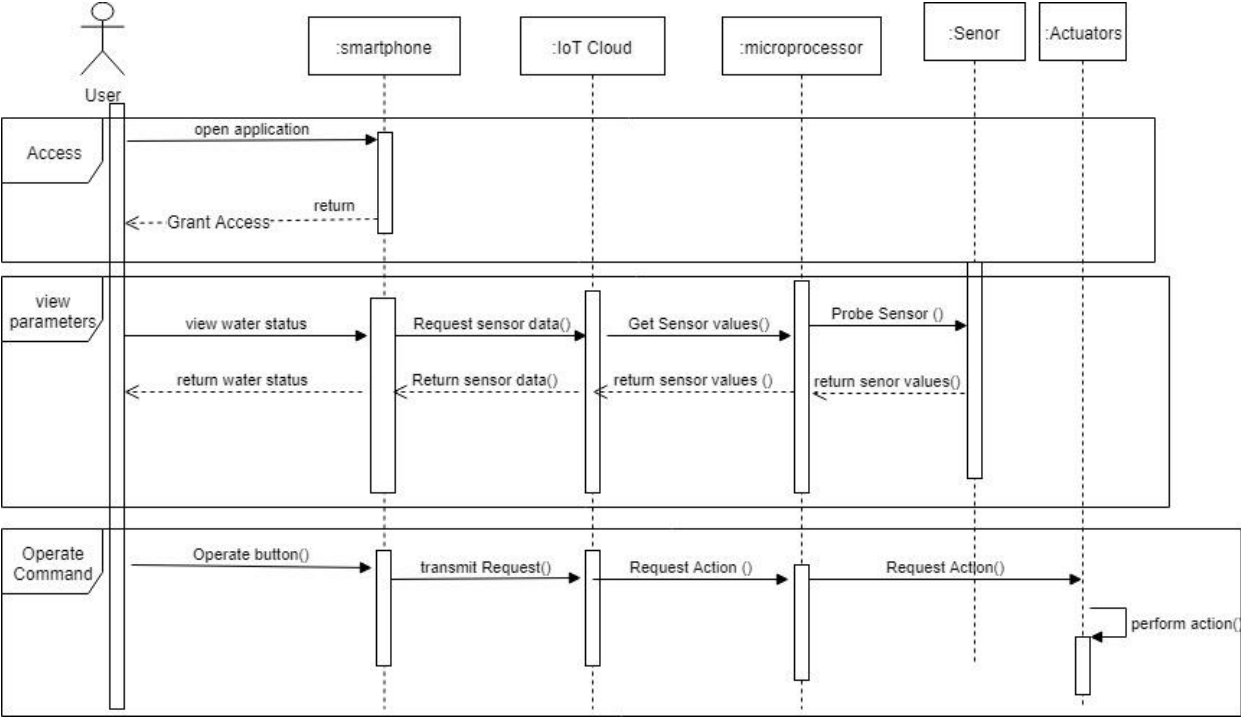 User
:smartphone
:IoT Cloud
:microprocessor
:Senor
:Actuators
Access
open application
return
Grant Access
view
parameters
view water status
Request sensor data()
Get Sensor values()
Probe Sensor ()
return water status
Return sensor data()
return sensor values ()
return senor values()
Operate
Command
Operate button()
transmit Request()
Request Action ()
Request Action()
perform action()